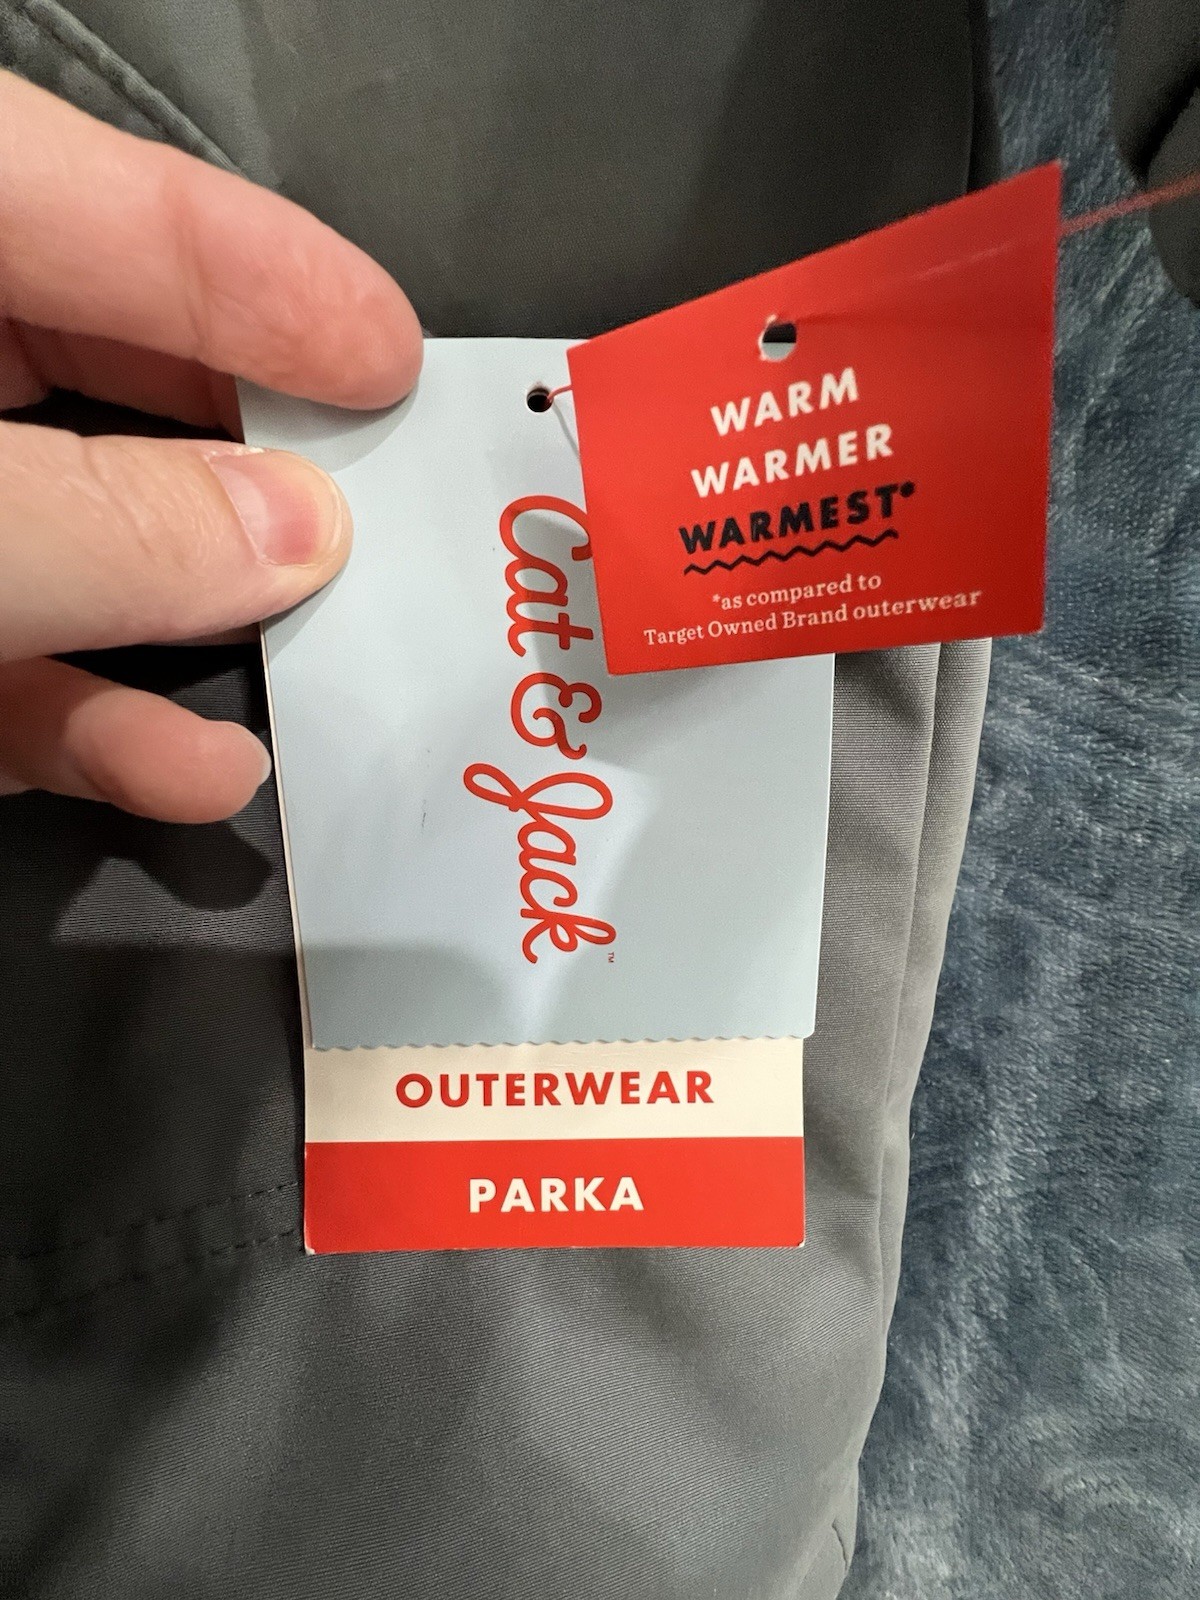 WARM
WARMER
WARMEST*
*as compared to
Target Owned Brand outerwear
Cat & Jack™
OUTERWEAR
PARKA